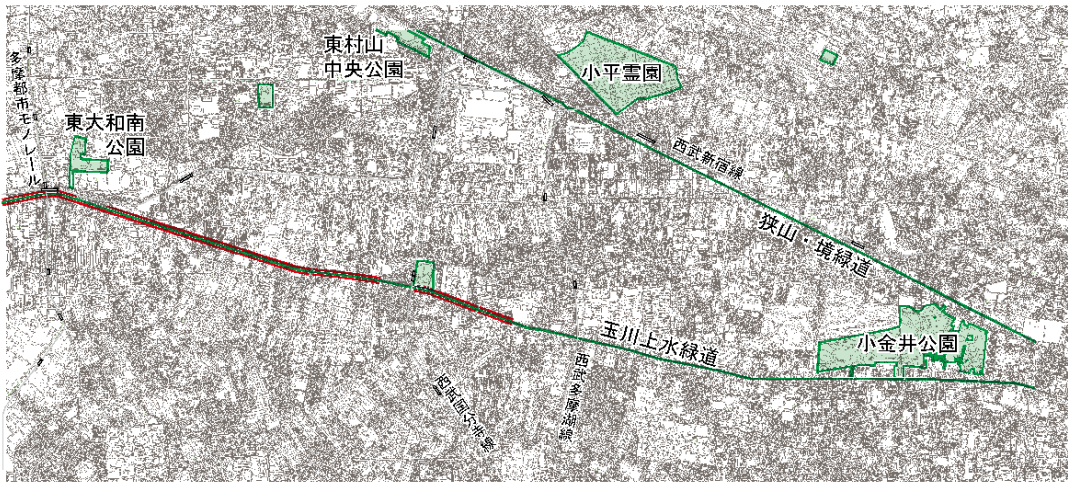 多摩都市モノレール
東村山
中央公園
小平霊園
東大和南
公園
西武新宿線
狭山・境緑道
玉川上水緑道
小金井公園
西武国分寺線
西武多摩湖線